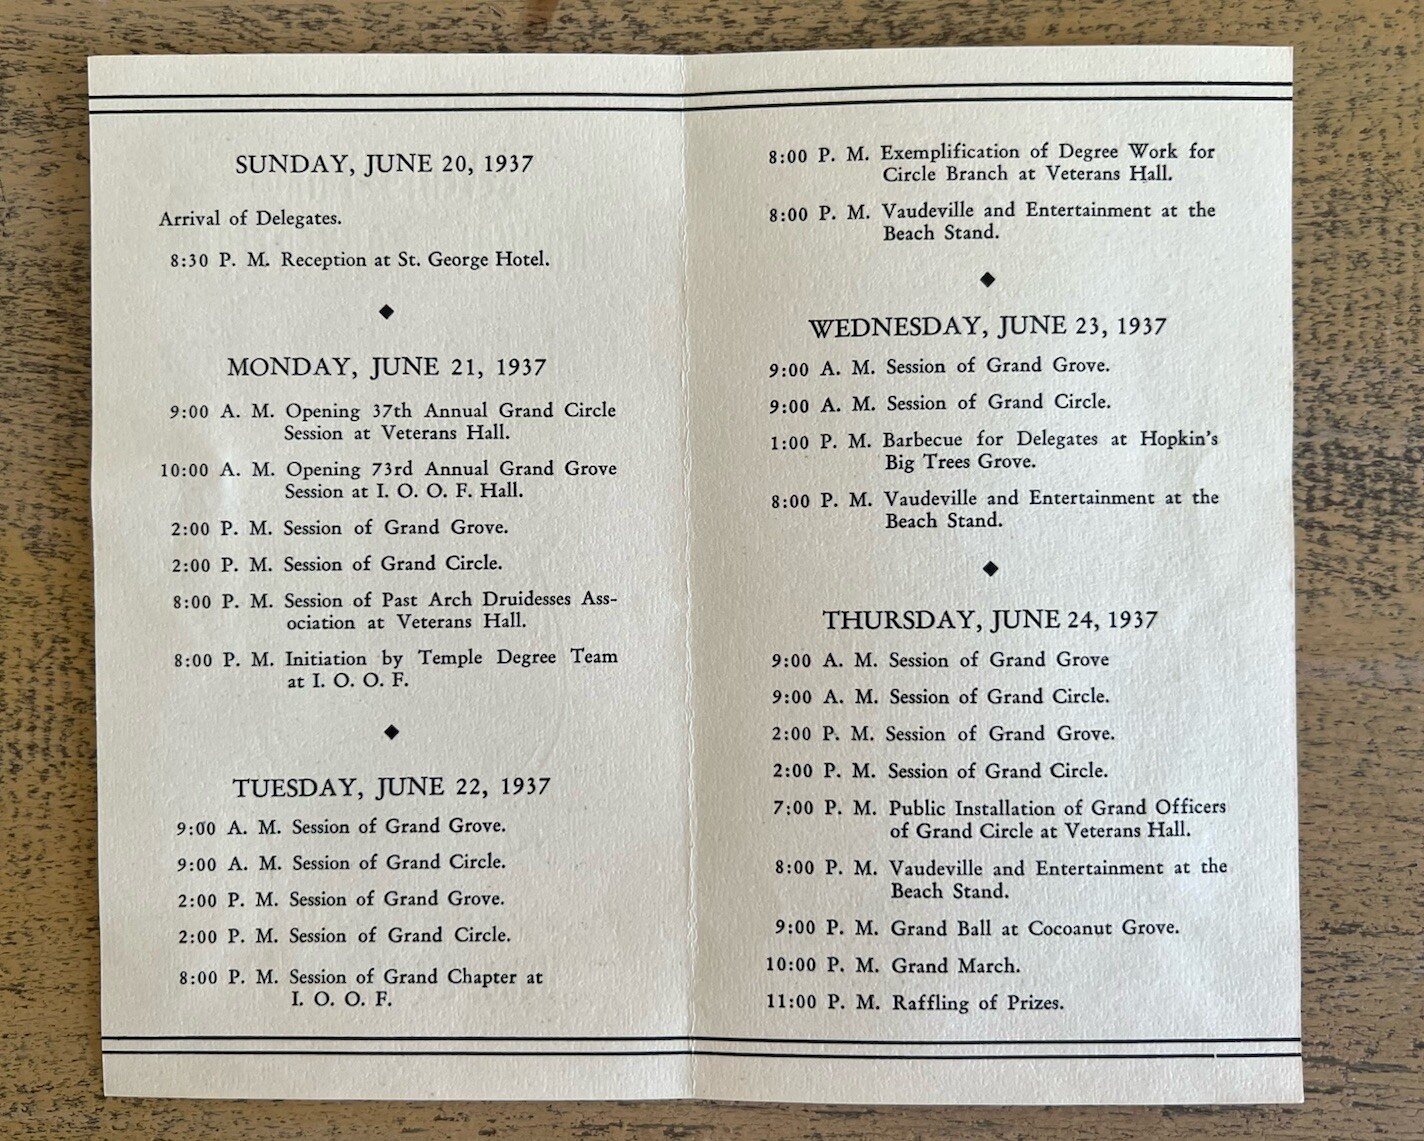 SUNDAY, JUNE 20, 1937
Arrival of Delegates.
8:30 P. M. Reception at St. George Hotel.
MONDAY, JUNE 21, 1937
9:00 A. M. Opening 37th Annual Grand Circle
Session at Veterans Hall.
10:00 A. M. Opening 73rd Annual Grand Grove
Session at I. O. O. F. Hall.
2:00 P. M. Session of Grand Grove.
2:00 P. M. Session of Grand Circle.
8:00 P. M. Session of Past Arch Druidesses Ass-
ociation at Veterans Hall.
8:00 P. M. Initiation by Temple Degree Team
at I. O. O. F.
TUESDAY, JUNE 22, 1937
9:00 A. M. Session of Grand Grove.
9:00 A. M. Session of Grand Circle.
2:00 P. M. Session of Grand Grove.
2:00 P. M. Session of Grand Circle.
8:00 P. M. Session of Grand Chapter at
I. O. O. F.
8:00 P. M. Exemplification of Degree Work for
Circle Branch at Veterans Hall.
8:00 P. M. Vaudeville and Entertainment at the
Beach Stand.
WEDNESDAY, JUNE 23, 1937
9:00 A. M. Session of Grand Grove.
9:00 A. M. Session of Grand Circle.
1:00 P. M. Barbecue for Delegates at Hopkin's
Big Trees Grove.
8:00 P. M. Vaudeville and Entertainment at the
Beach Stand.
THURSDAY, JUNE 24, 1937
9:00 A. M. Session of Grand Grove
9:00 A. M. Session of Grand Circle.
2:00 P. M. Session of Grand Grove.
2:00 P. M. Session of Grand Circle.
7:00 P. M. Public Installation of Grand Officers
of Grand Circle at Veterans Hall.
8:00 P. M. Vaudeville and Entertainment at the
Beach Stand.
9:00 P. M. Grand Ball at Cocoanut Grove.
10:00 P. M. Grand March.
11:00 P. M. Raffling of Prizes.